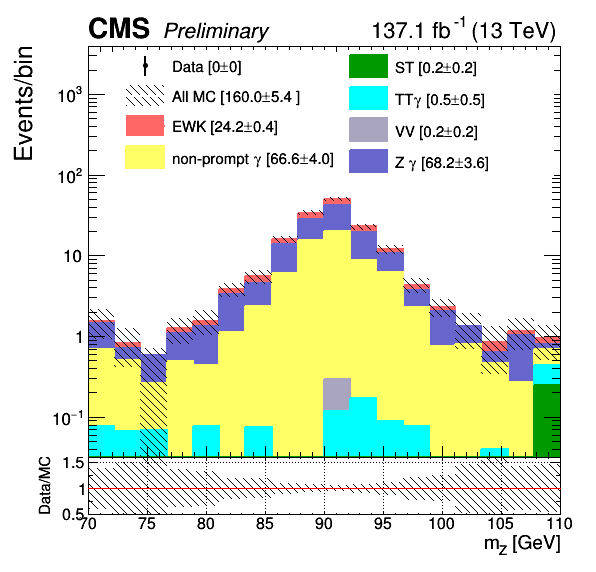 CMS Preliminary 137.1 fb⁻¹ (13 TeV)
Events/bin
Data [0±0]
All MC [160.0±5.4 ]
EWK [24.2±0.4]
non-prompt γ [66.6±4.0]
ST [0.2±0.2]
TTγ [0.5±0.5]
VV [0.2±0.2]
Z γ [68.2±3.6]
10³
10²
10
1
10⁻¹
Data/MC
1.5
1
0.5
70 75 80 85 90 95 100 105 110
m_Z [GeV]